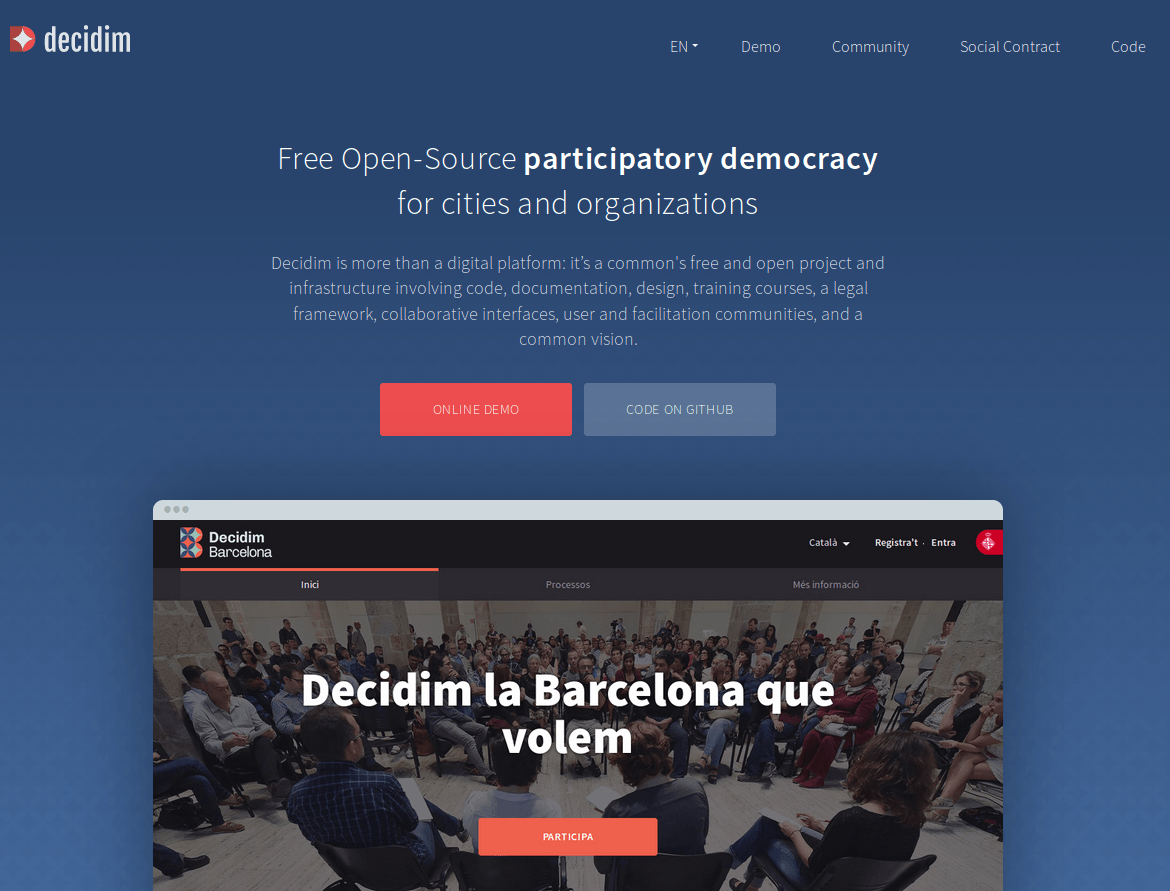 decidim
EN
Demo
Community
Social Contract
Code
Free Open-Source participatory democracy
for cities and organizations
Decidim is more than a digital platform: it’s a common's free and open project and
infrastructure involving code, documentation, design, training courses, a legal
framework, collaborative interfaces, user and facilitation communities, and a
common vision.
ONLINE DEMO
CODE ON GITHUB
Decidim
Barcelona
Català
Registra't · Entra
Inici
Processos
Més informació
Decidim la Barcelona que
volem
PARTICIPA